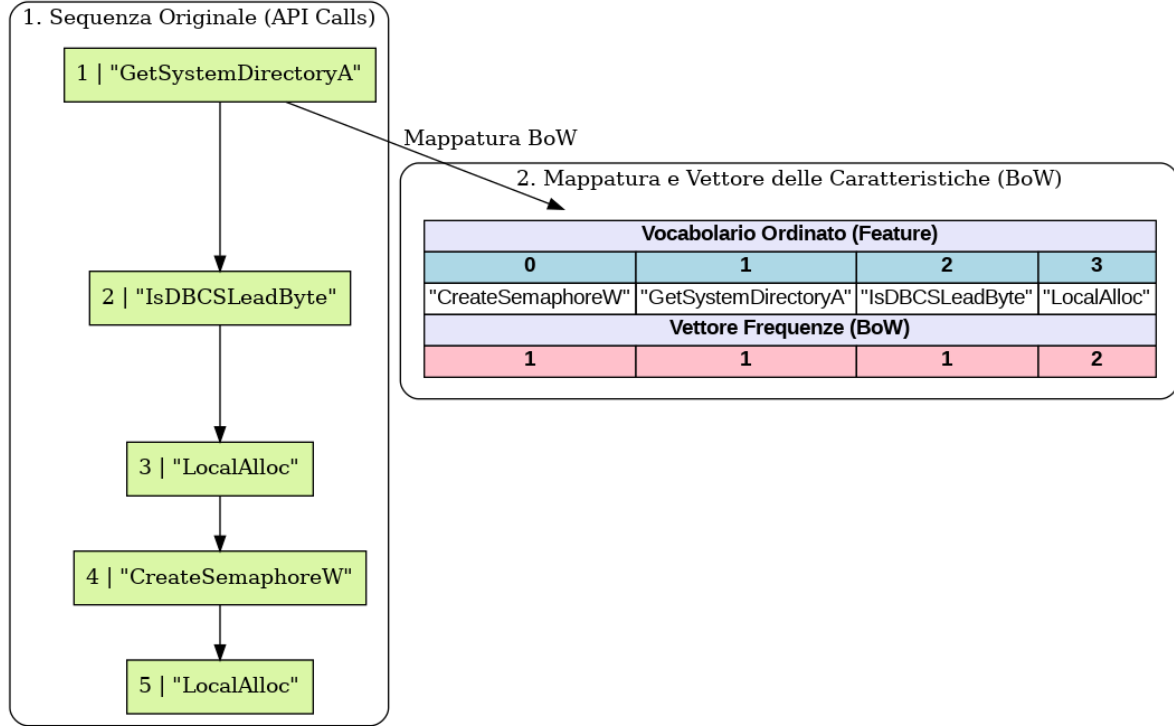 1. Sequenza Originale (API Calls)
1 | "GetSystemDirectoryA"
2 | "IsDBCSLeadByte"
3 | "LocalAlloc"
4 | "CreateSemaphoreW"
5 | "LocalAlloc"
Mappatura BoW
2. Mappatura e Vettore delle Caratteristiche (BoW)
Vocabolario Ordinato (Feature)
0 1 2 3
"CreateSemaphoreW" "GetSystemDirectoryA" "IsDBCSLeadByte" "LocalAlloc"
Vettore Frequenze (BoW)
1 1 1 2